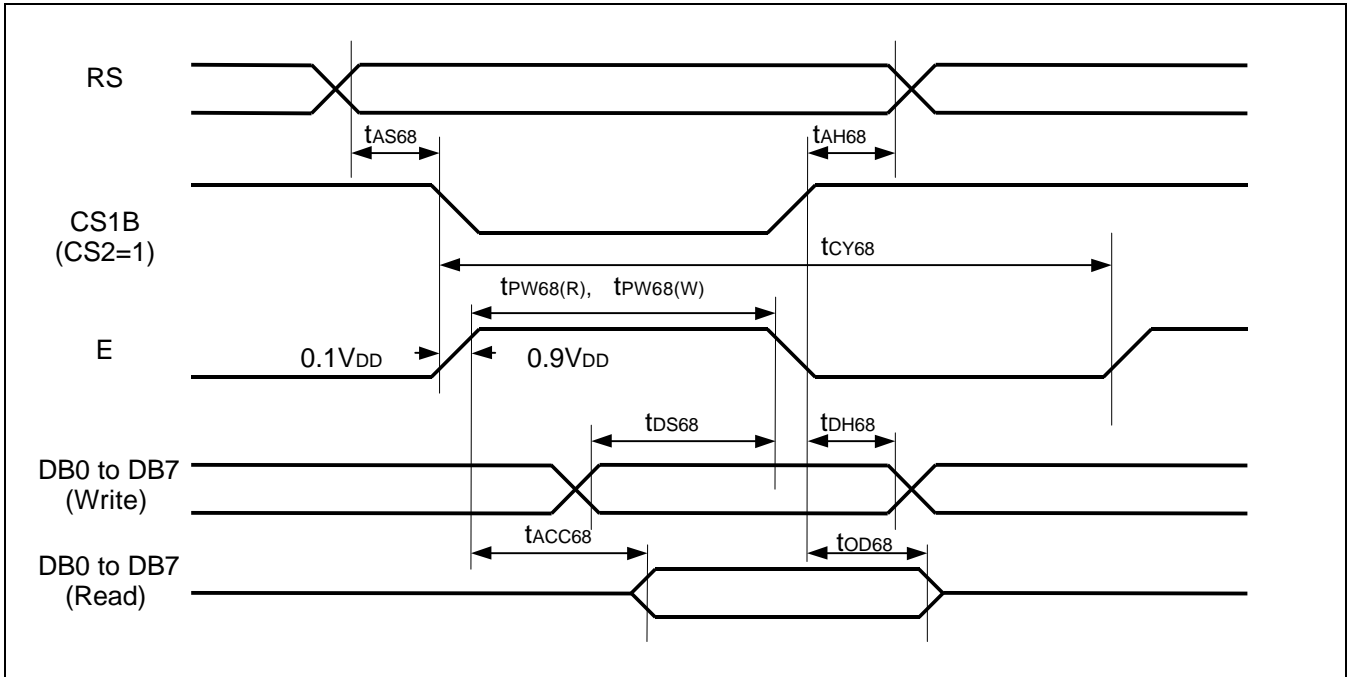 RS
tAS68
tAH68
CS1B
(CS2=1)
tCY68
tPW68(R), tPW68(W)
E
0.1VDD
0.9VDD
tDS68
tDH68
DB0 to DB7
(Write)
tACC68
tOD68
DB0 to DB7
(Read)